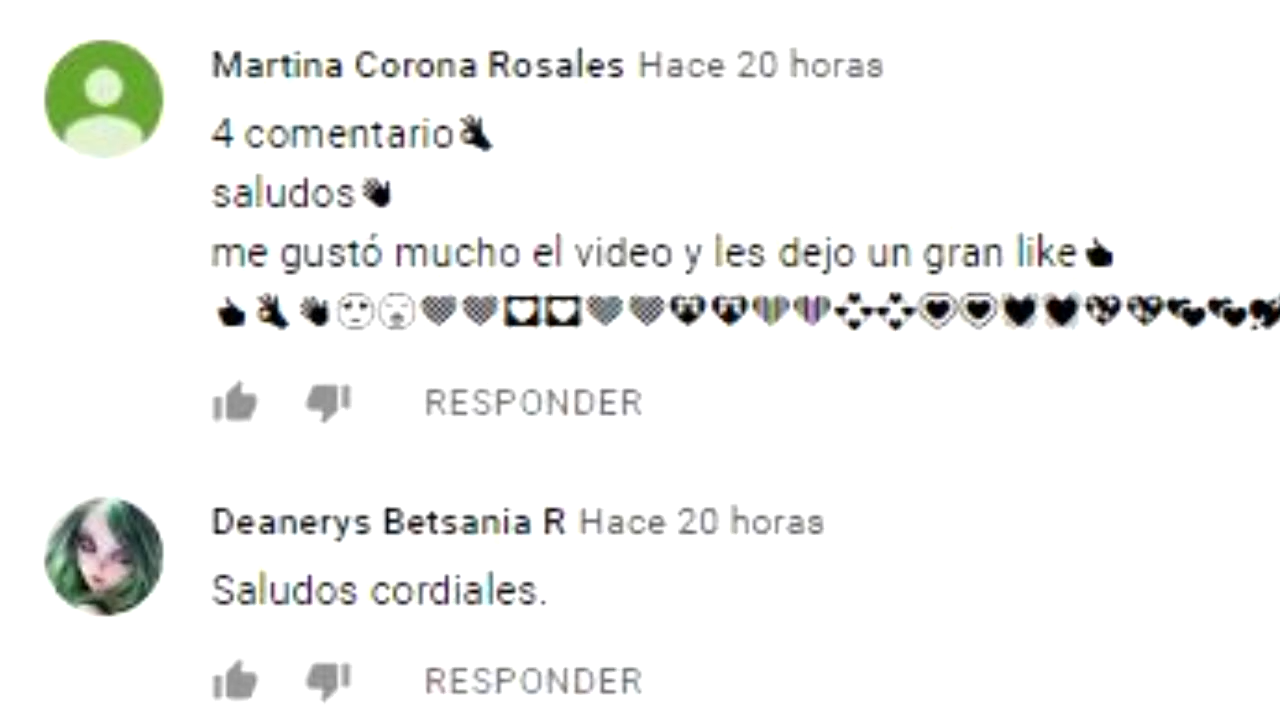 Martina Corona Rosales Hace 20 horas
4 comentario👌
saludos👋
me gustó mucho el video y les dejo un gran like👍
RESPONDER
Deanerys Betsania R Hace 20 horas
Saludos cordiales.
RESPONDER